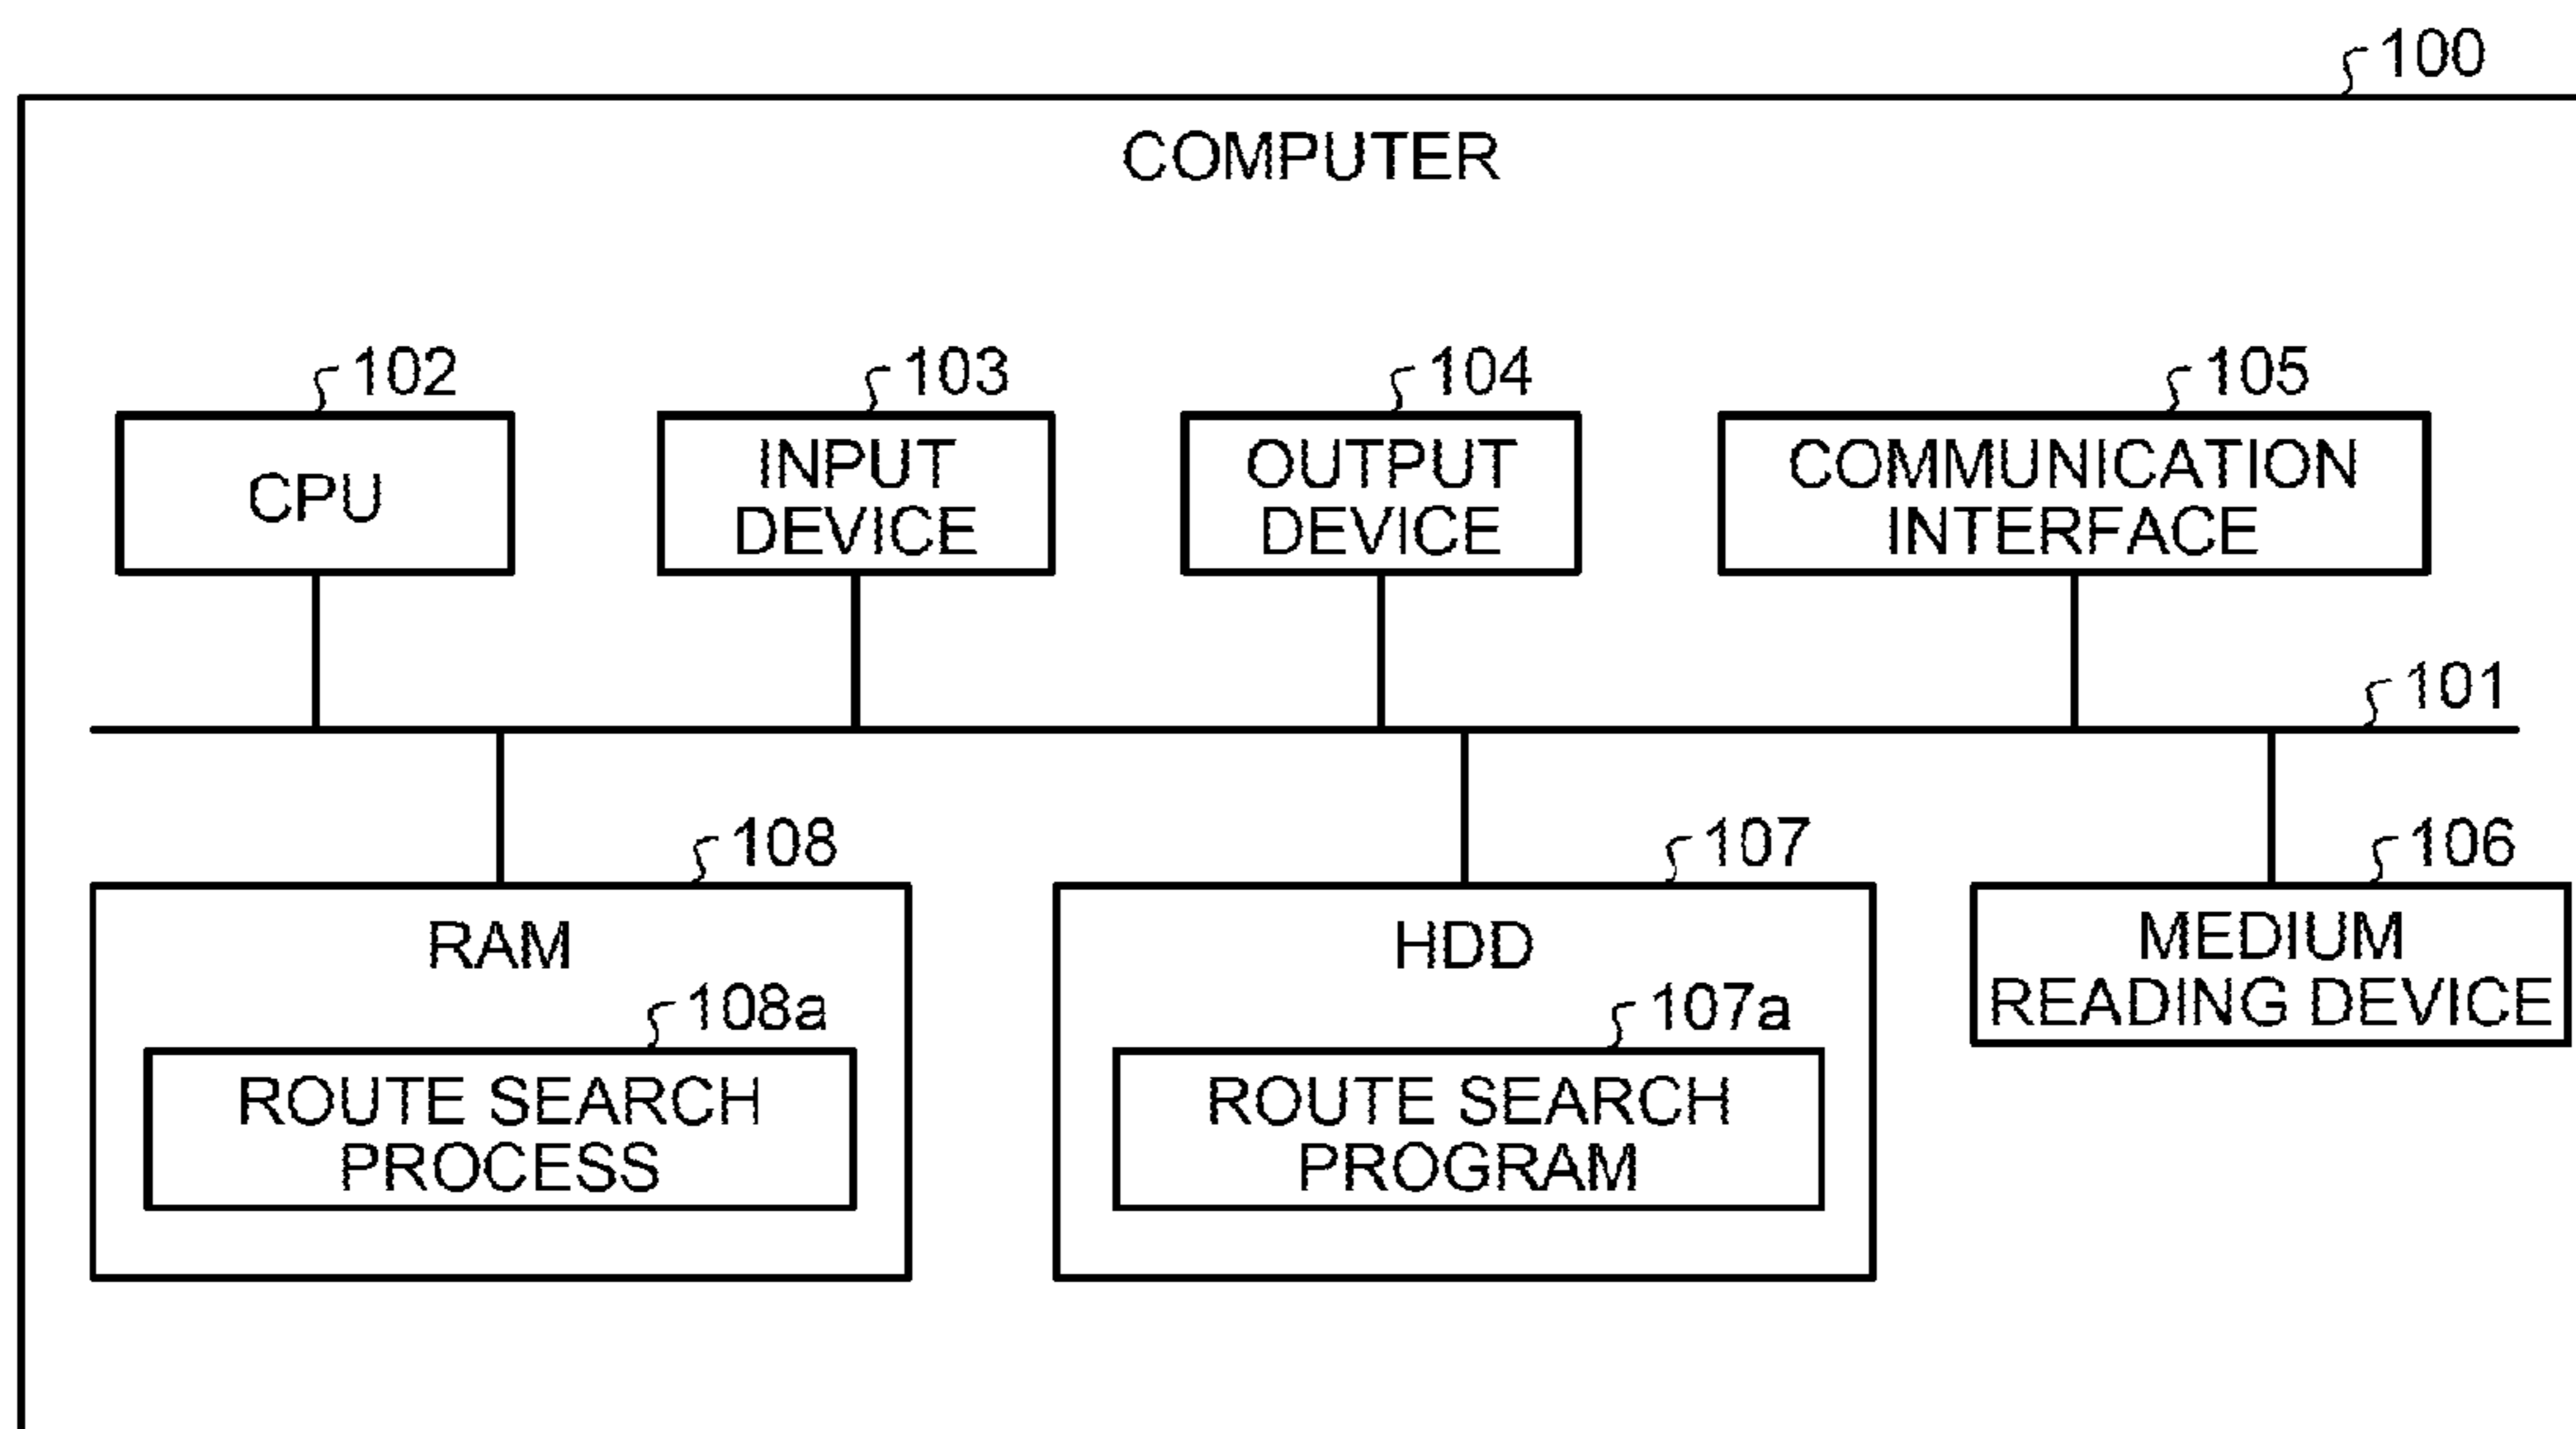 100
COMPUTER
102
103
104
105
CPU
INPUT
DEVICE
OUTPUT
DEVICE
COMMUNICATION
INTERFACE
101
108
107
106
RAM
HDD
MEDIUM
READING DEVICE
108a
107a
ROUTE SEARCH
PROCESS
ROUTE SEARCH
PROGRAM